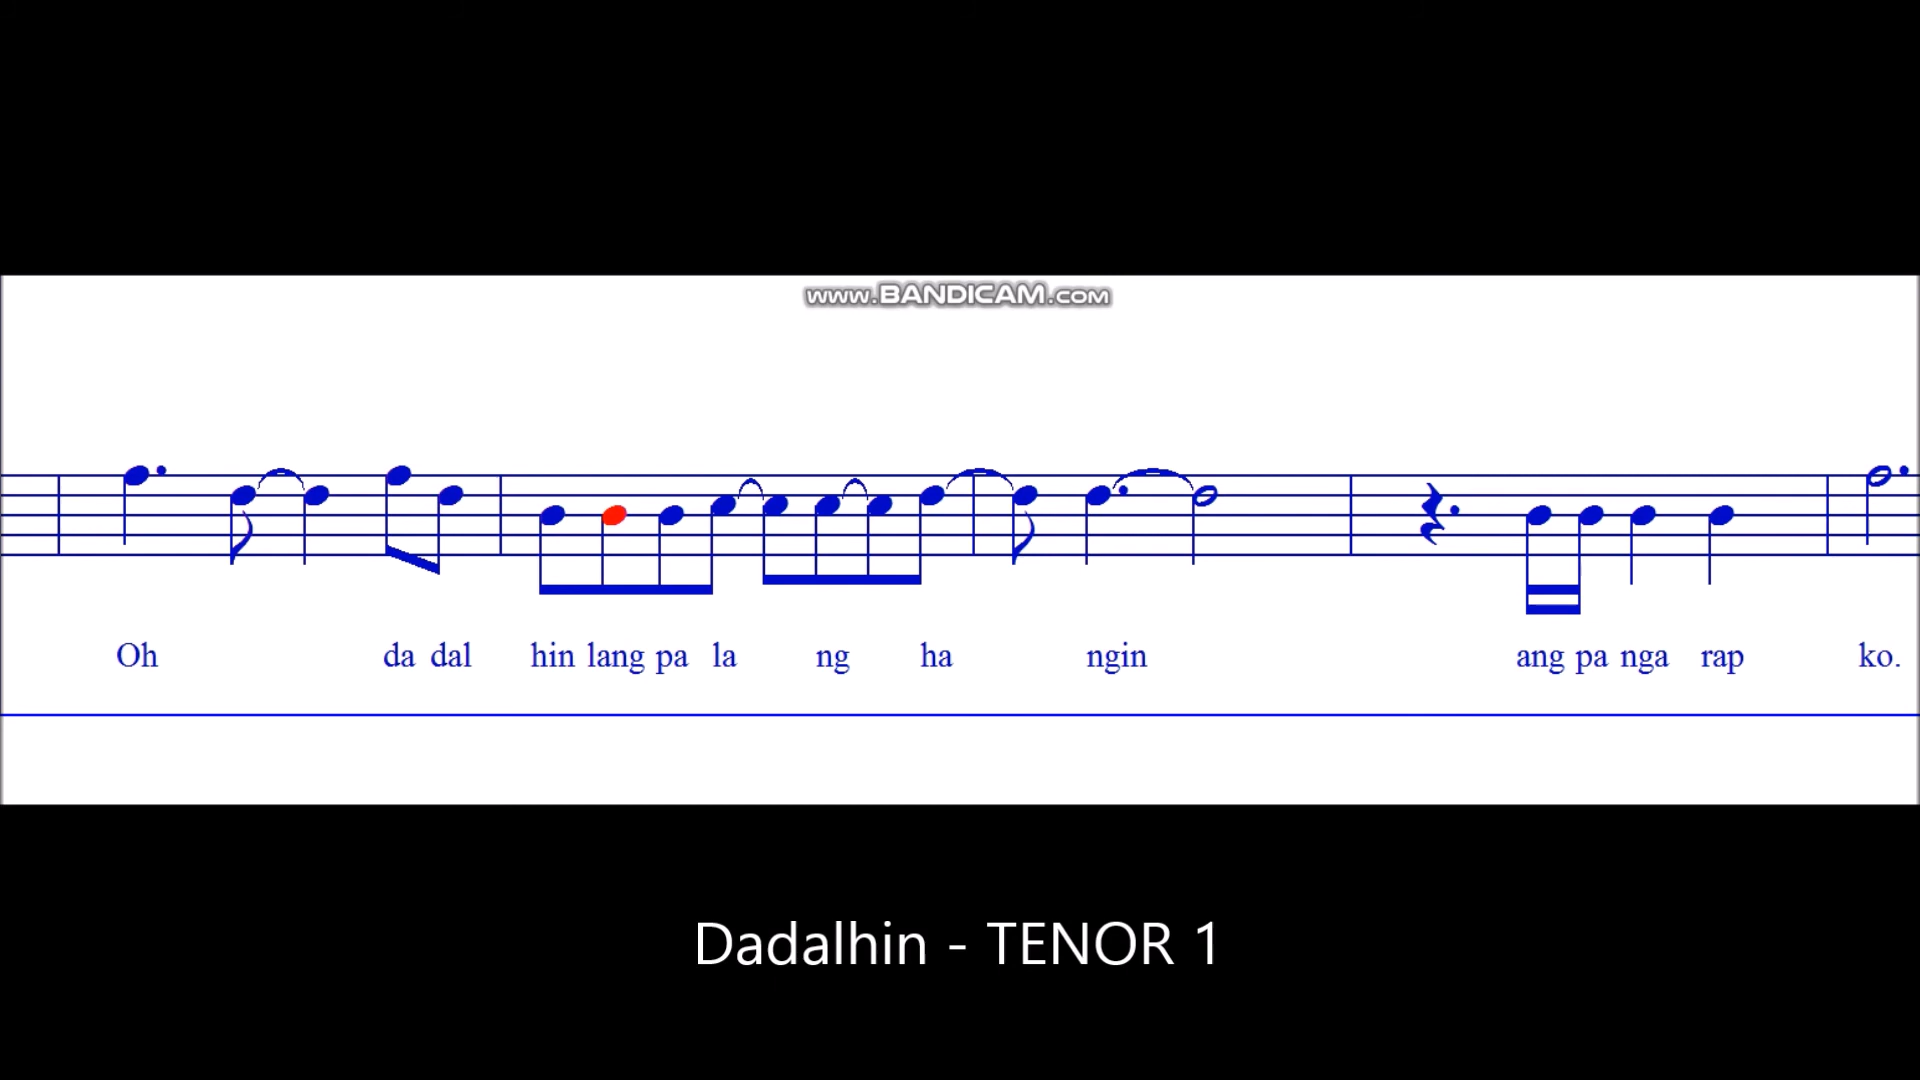 www.BANDICAM.com
Oh da dal hin lang pa la ng ha ngin ang pa nga rap ko.
Dadalhin - TENOR 1